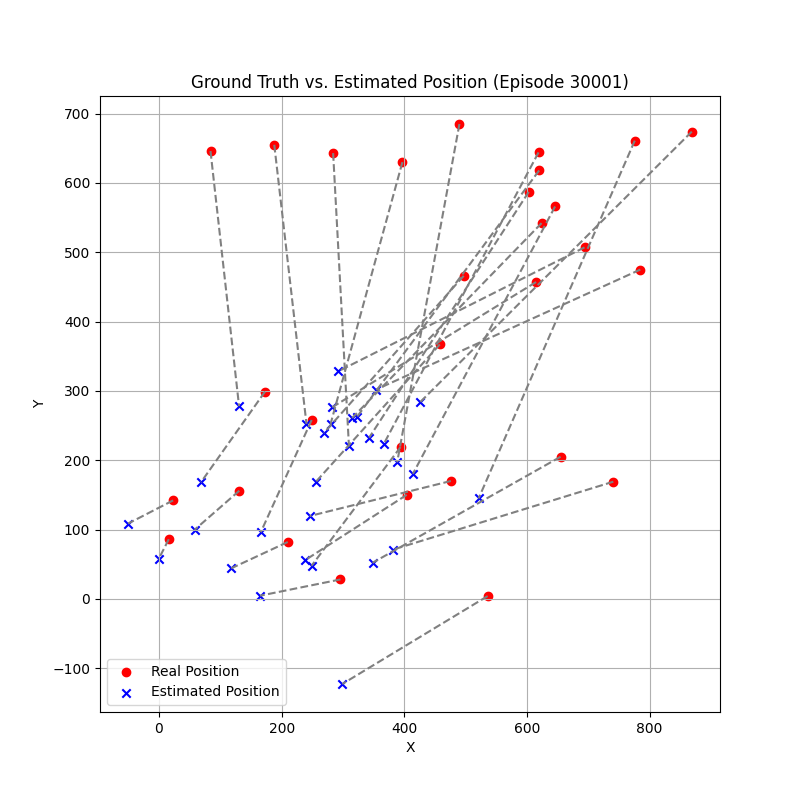 Ground Truth vs. Estimated Position (Episode 30001)
700
600
500
400
300
200
100
0
−100
Y
Real Position
Estimated Position
0 200 400 600 800
X